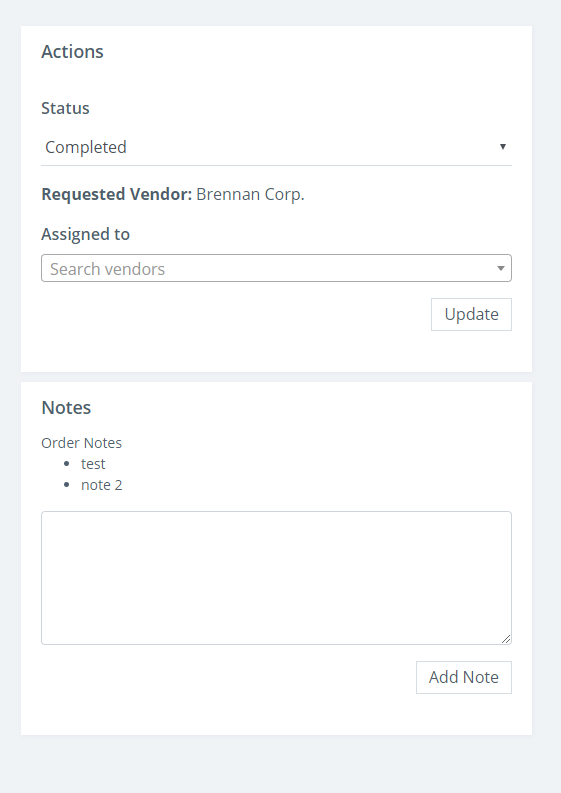 Actions
Status
Completed
Requested Vendor: Brennan Corp.
Assigned to
Search vendors
Update
Notes
Order Notes
test
note 2
Add Note